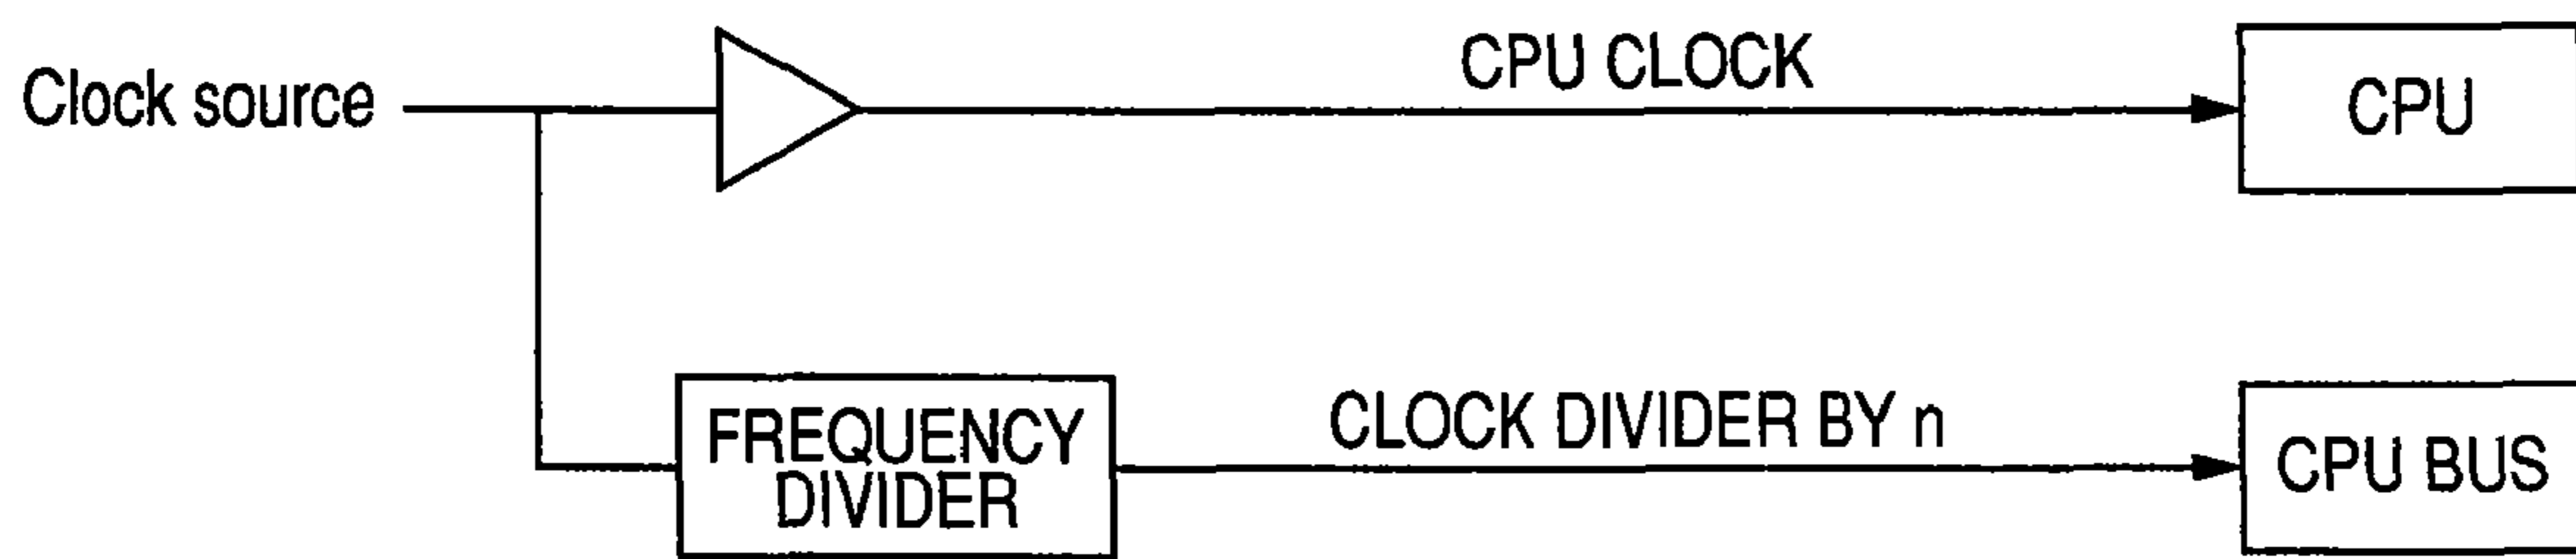 Clock source
CPU CLOCK
CPU
FREQUENCY
DIVIDER
CLOCK DIVIDER BY n
CPU BUS